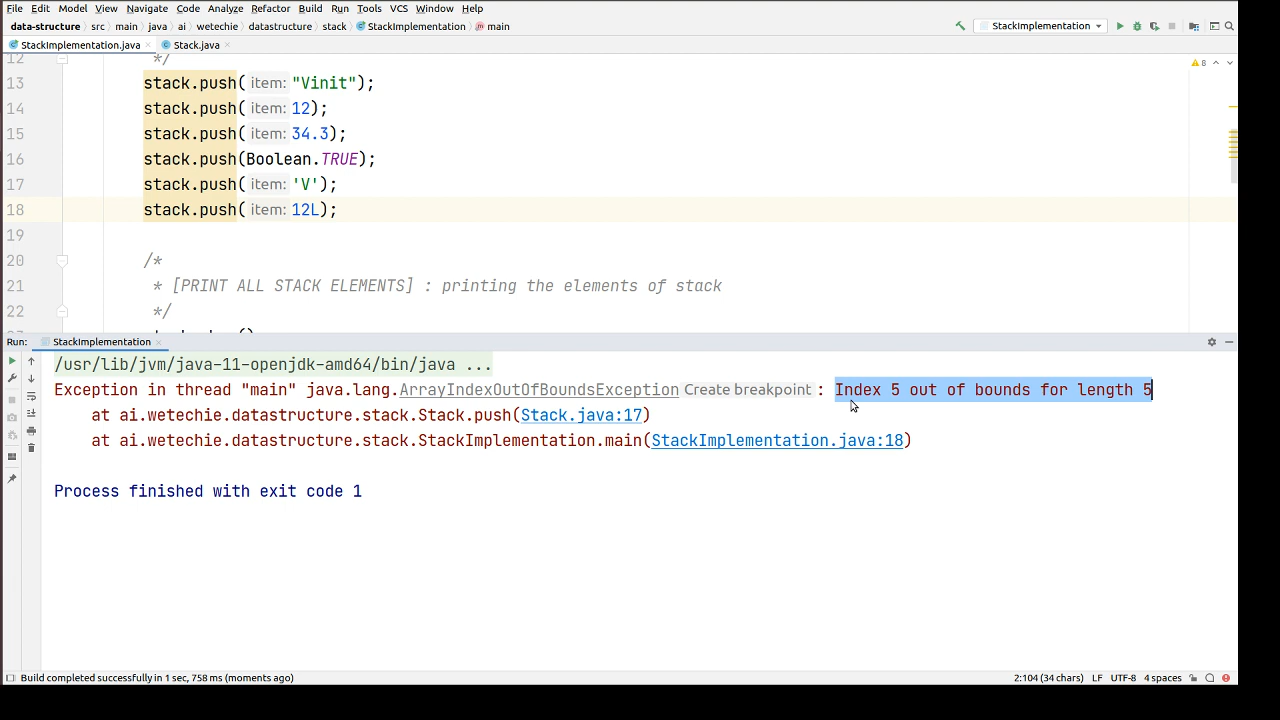 File Edit Model View Navigate Code Analyze Refactor Build Run Tools VCS Window Help
data-structure src main java ai wetechie datastructure stack StackImplementation main StackImplementation
StackImplementation.java Stack.java
12 */
13 stack.push( item: "Vinit"); 8
14 stack.push( item: 12);
15 stack.push( item: 34.3);
16 stack.push(Boolean.TRUE);
17 stack.push( item: 'V');
18 stack.push( item: 12L);
19
20 /*
21 * [PRINT ALL STACK ELEMENTS] : printing the elements of stack
22 */
Run: StackImplementation
/usr/lib/jvm/java-11-openjdk-amd64/bin/java ...
Exception in thread "main" java.lang.ArrayIndexOutOfBoundsException Create breakpoint : Index 5 out of bounds for length 5
at ai.wetechie.datastructure.stack.Stack.push(Stack.java:17)
at ai.wetechie.datastructure.stack.StackImplementation.main(StackImplementation.java:18)
Process finished with exit code 1
Build completed successfully in 1 sec, 758 ms (moments ago) 2:104 (34 chars) LF UTF-8 4 spaces